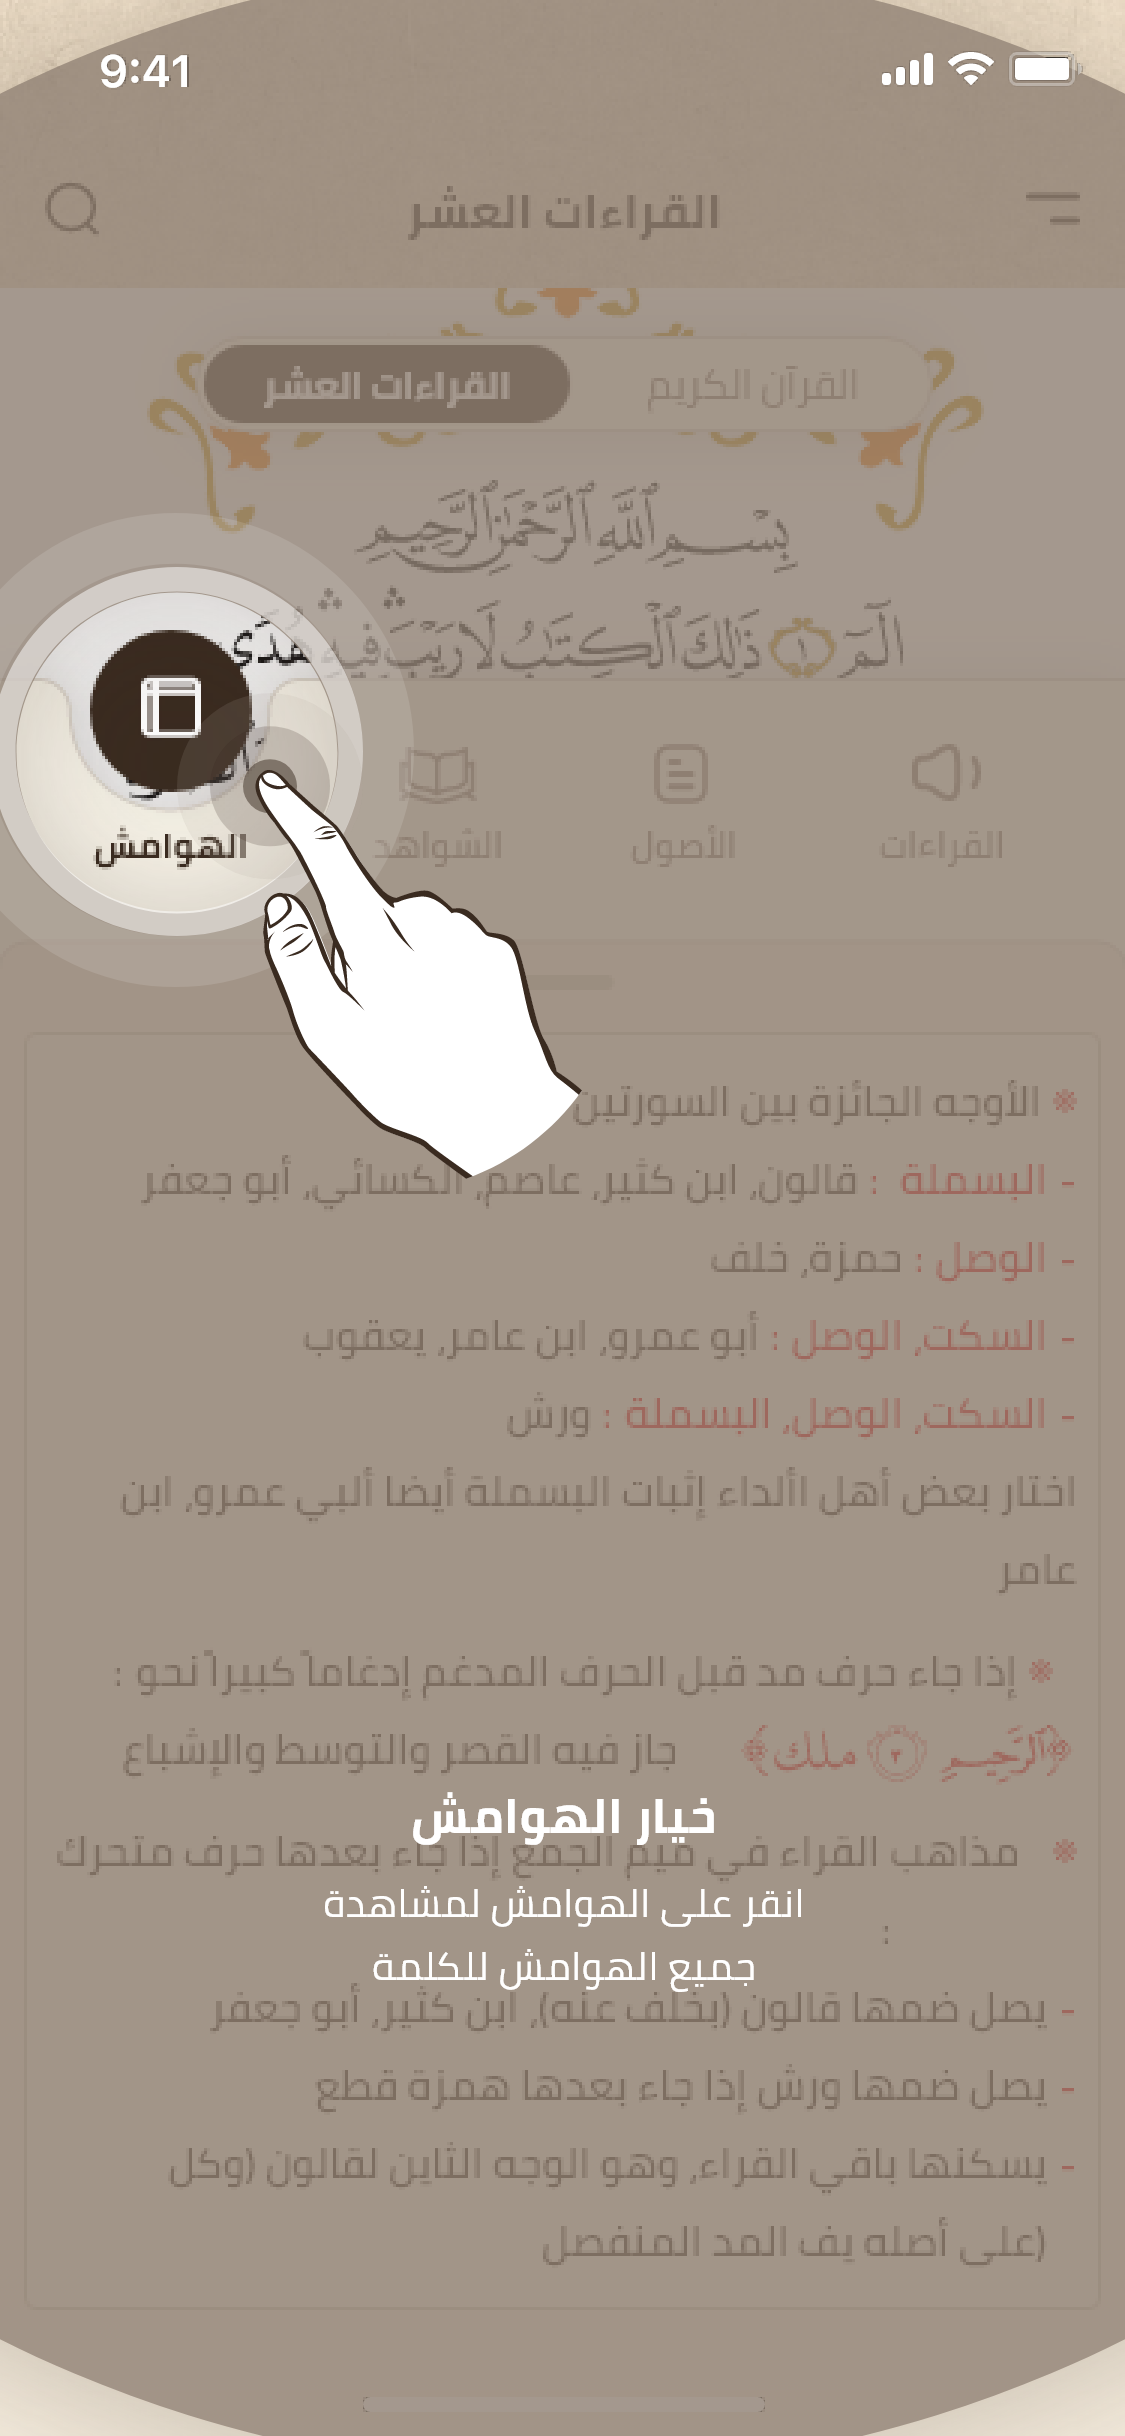 9:41
القراءات العشر
القرآن الكريم
القراءات العشر
بِسْمِ ٱللَّهِ ٱلرَّحْمَٰنِ ٱلرَّحِيمِ
الٓمٓ ١ ذَٰلِكَ ٱلْكِتَٰبُ لَا رَيْبَ ۛ فِيهِ ۛ هُدًى
القراءات
الأصول
الشواهد
الهوامش
※ الأوجه الجائزة بين السورتين
- البسملة : قالون، ابن كثير، عاصم، الكسائي، أبو جعفر
- الوصل : حمزة، خلف
- السكت، الوصل : أبو عمرو، ابن عامر، يعقوب
- السكت، الوصل، البسملة : ورش
اختار بعض أهل األداء إثبات البسملة أيضا ألبي عمرو، ابن
عامر
※ إذا جاء حرف مد قبل الحرف المدغم إدغاماً كبيراً نحو :
﴿ٱلرَّحِيمِ ٣ ملك﴾ جاز فيه القصر والتوسط والإشباع
خيار الهوامش
※ مذاهب القراء في ميم الجمع إذا جاء بعدها حرف متحرك
انقر على الهوامش لمشاهدة
:
جميع الهوامش للكلمة
- يصل ضمها قالون (بخلف عنه)، ابن كثير، أبو جعفر
- يصل ضمها ورش إذا جاء بعدها همزة قطع
- يسكنها باقي القراء، وهو الوجه الثاين لقالون (وكل
(على أصله يف المد المنفصل